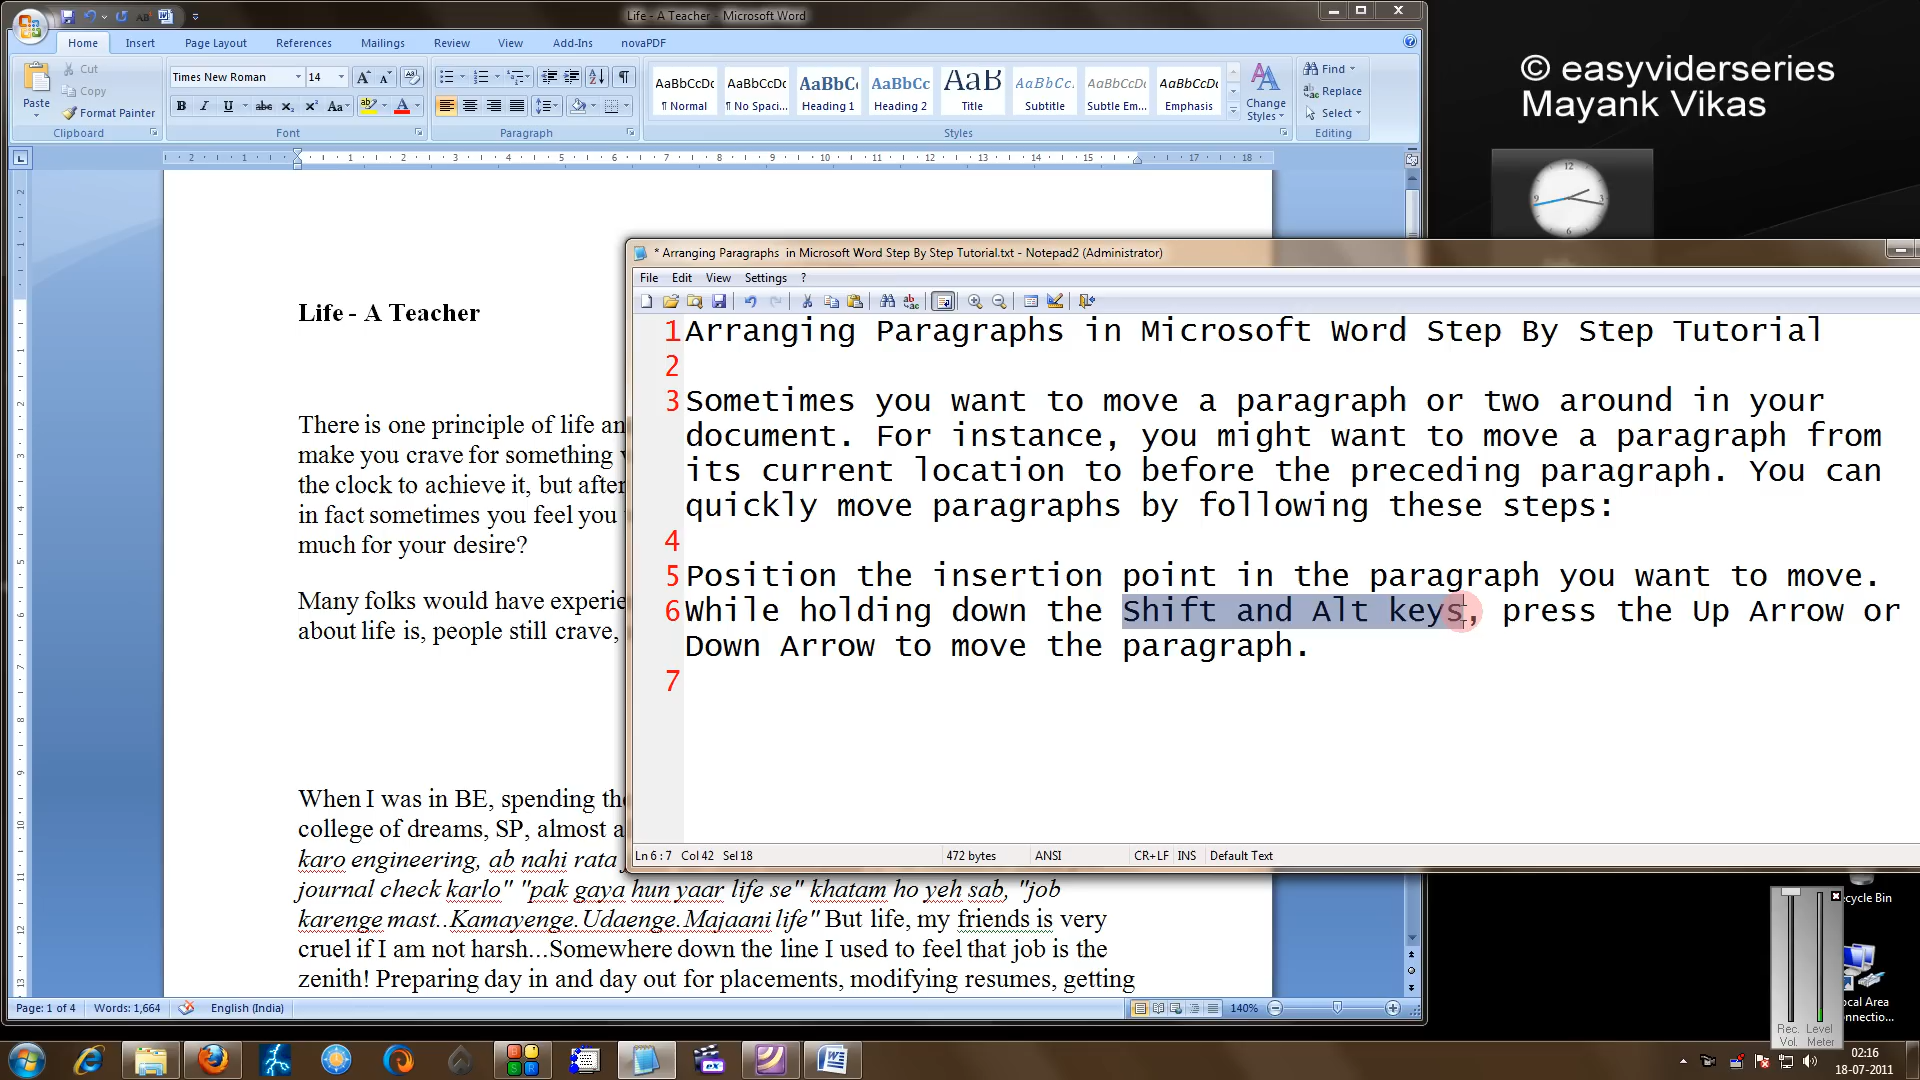 Life - A Teacher - Microsoft Word
Home Insert Page Layout References Mailings Review View Add-Ins novaPDF
Paste Cut
Copy
Format Painter
Clipboard
Times New Roman 14
Font
Paragraph
AaBbCcDc AaBbCcDc AaBbC AaBbCc AaB AaBbCc. AaBbCcDc AaBbCcDc
¶ Normal ¶ No Spaci... Heading 1 Heading 2 Title Subtitle Subtle Em... Emphasis
Change Styles
Styles
Find
Replace
Select
Editing
© easyviderseries
Mayank Vikas
Life - A Teacher
There is one principle of life an
make you crave for something
the clock to achieve it, but after
in fact sometimes you feel you
much for your desire?
Many folks would have experie
about life is, people still crave,
When I was in BE, spending the
college of dreams, SP, almost a
karo engineering, ab nahi rata
journal check karlo" "pak gaya hun yaar life se" khatam ho yeh sab, "job
karenge mast..Kamayenge.Udaenge.Majaani life" But life, my friends is very
cruel if I am not harsh...Somewhere down the line I used to feel that job is the
zenith! Preparing day in and day out for placements, modifying resumes, getting
Page: 1 of 4 Words: 1,664 English (India) 140%
* Arranging Paragraphs in Microsoft Word Step By Step Tutorial.txt - Notepad2 (Administrator)
File Edit View Settings ?
1 Arranging Paragraphs in Microsoft Word Step By Step Tutorial
2
3 Sometimes you want to move a paragraph or two around in your
document. For instance, you might want to move a paragraph from
its current location to before the preceding paragraph. You can
quickly move paragraphs by following these steps:
4
5 Position the insertion point in the paragraph you want to move.
6 While holding down the Shift and Alt keys, press the Up Arrow or
Down Arrow to move the paragraph.
7
Ln 6 : 7 Col 42 Sel 18 472 bytes ANSI CR+LF INS Default Text
ecycle Bin
ocal Area
onnectio...
Rec. Level
Vol. Meter
02:16
18-07-2011